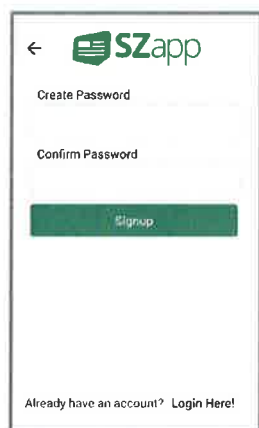 ← SZapp
Create Password
Confirm Password
Signup
Already have an account? Login Here!